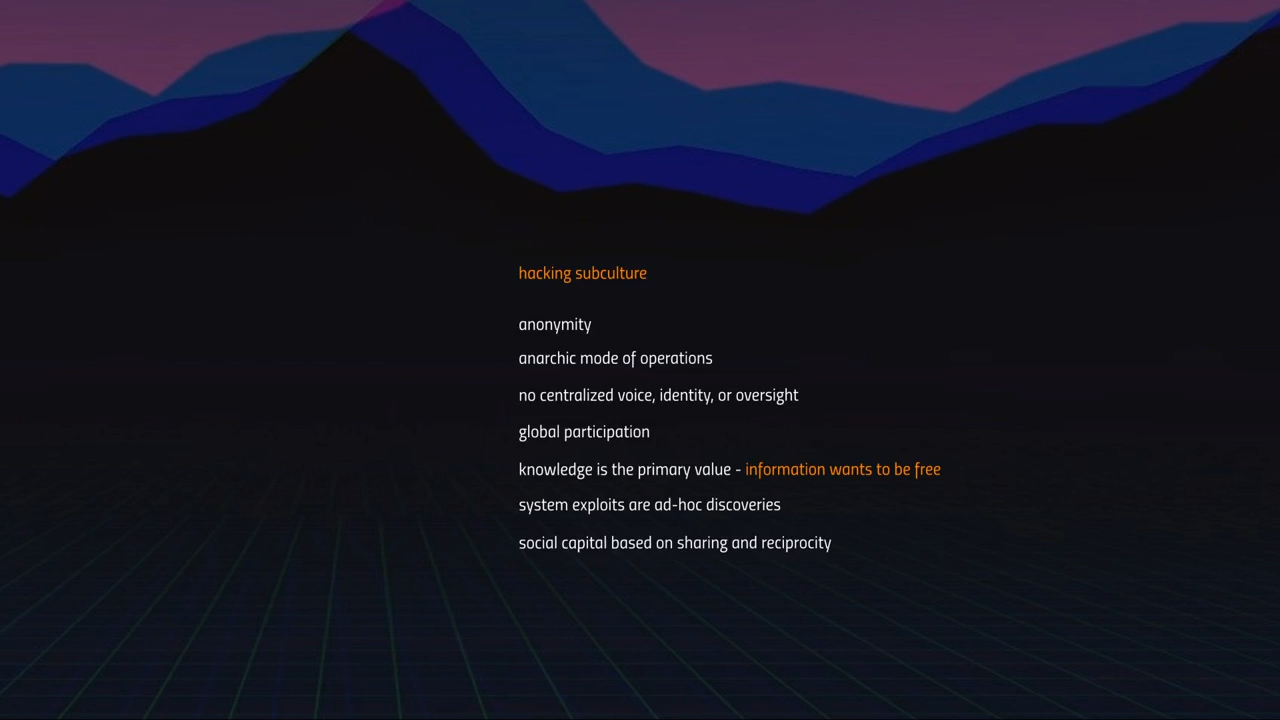 hacking subculture
anonymity
anarchic mode of operations
no centralized voice, identity, or oversight
global participation
knowledge is the primary value - information wants to be free
system exploits are ad-hoc discoveries
social capital based on sharing and reciprocity